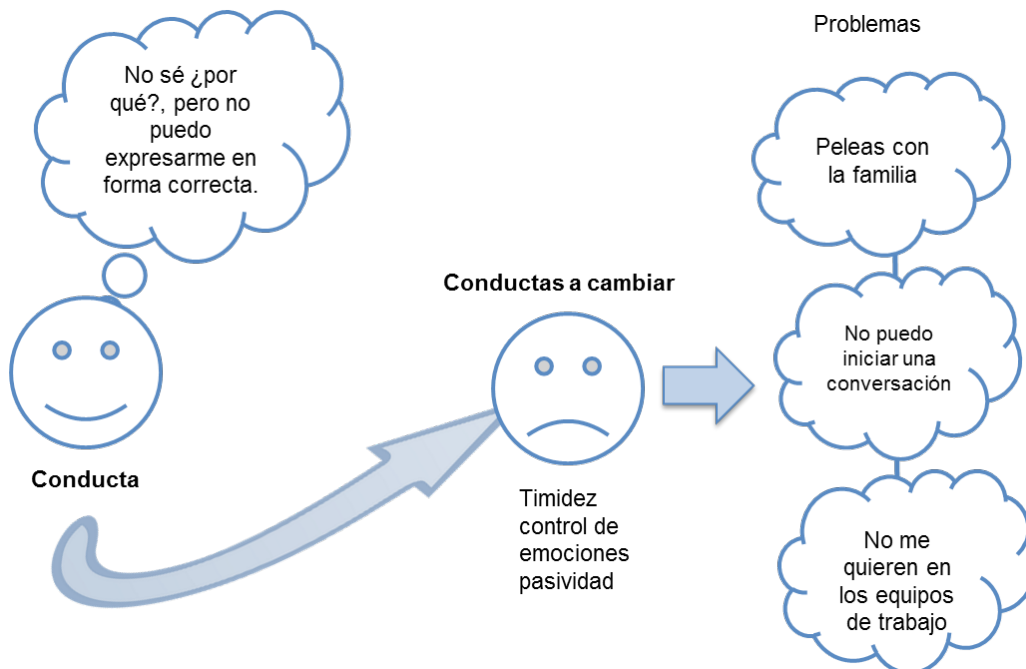 No sé ¿por
qué?, pero no
puedo
expresarme en
forma correcta.
Conducta
Conductas a cambiar
Timidez
control de
emociones
pasividad
Problemas
Peleas con
la familia
No puedo
iniciar una
conversación
No me
quieren en
los equipos
de trabajo